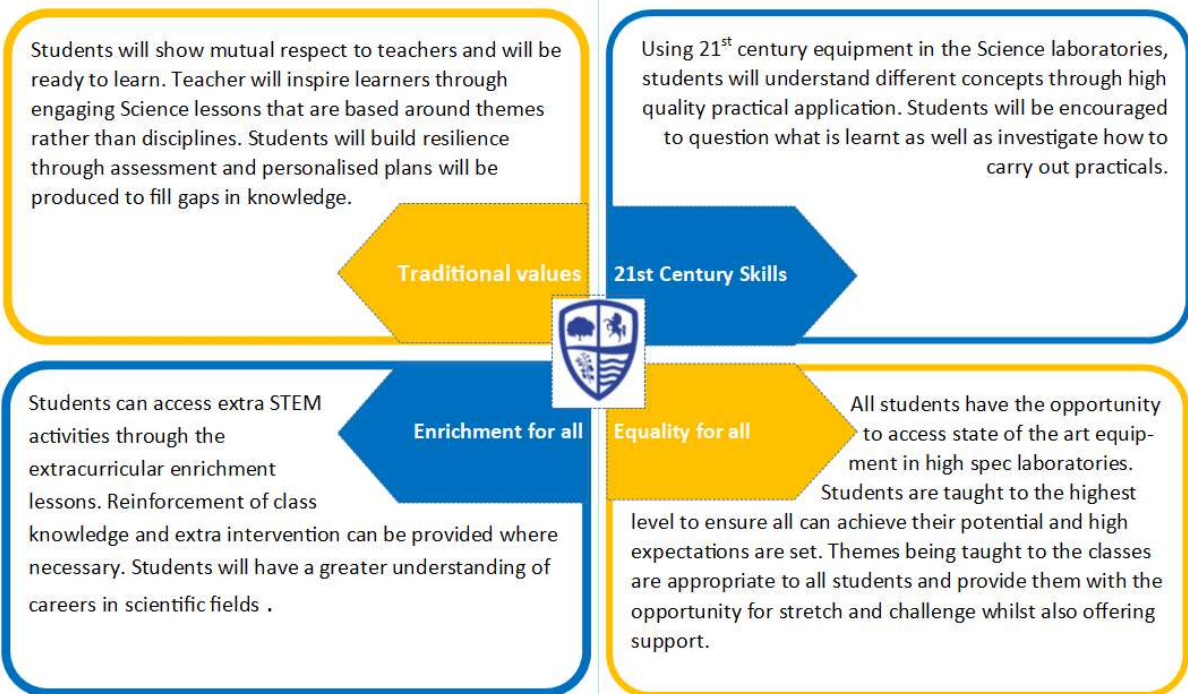 Students will show mutual respect to teachers and will be
ready to learn. Teacher will inspire learners through
engaging Science lessons that are based around themes
rather than disciplines. Students will build resilience
through assessment and personalised plans will be
produced to fill gaps in knowledge.
Traditional values
Using 21st century equipment in the Science laboratories,
students will understand different concepts through high
quality practical application. Students will be encouraged
to question what is learnt as well as investigate how to
carry out practicals.
21st Century Skills
Students can access extra STEM
activities through the
extracurricular enrichment
lessons. Reinforcement of class
knowledge and extra intervention can be provided where
necessary. Students will have a greater understanding of
careers in scientific fields .
Enrichment for all
Equality for all
All students have the opportunity
to access state of the art equip-
ment in high spec laboratories.
Students are taught to the highest
level to ensure all can achieve their potential and high
expectations are set. Themes being taught to the classes
are appropriate to all students and provide them with the
opportunity for stretch and challenge whilst also offering
support.